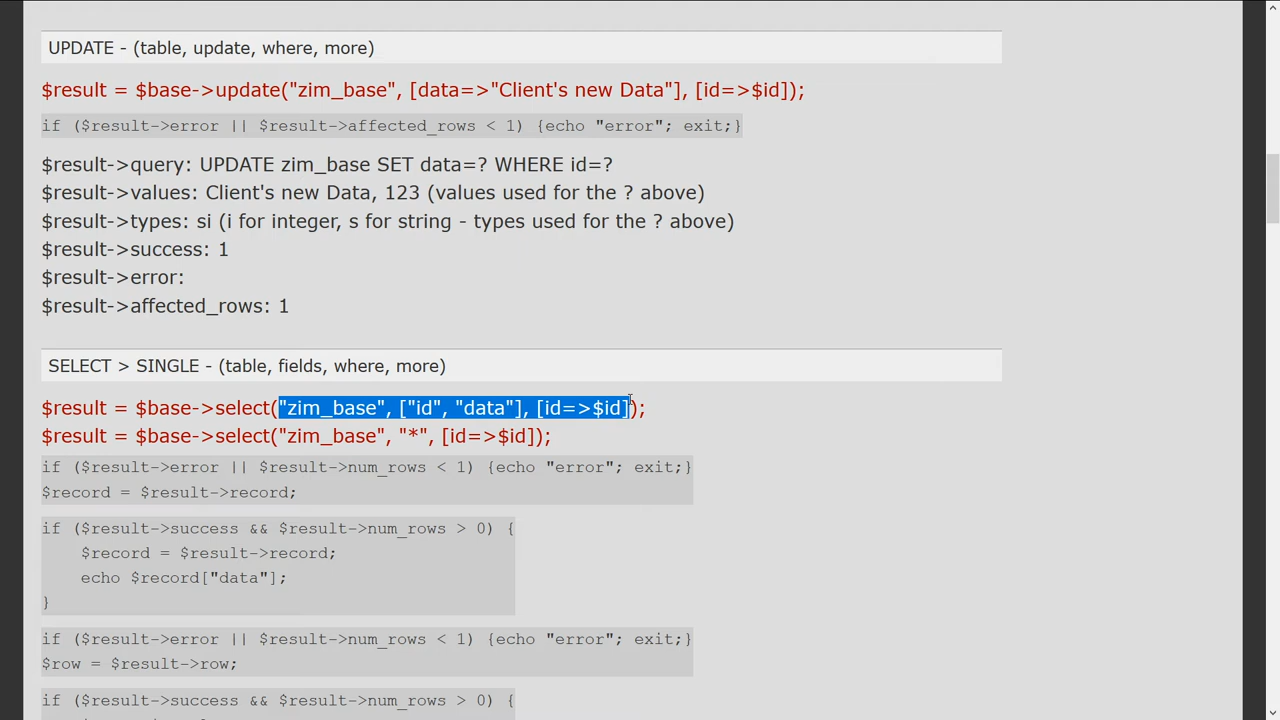 UPDATE - (table, update, where, more)
$result = $base->update("zim_base", [data=>"Client's new Data"], [id=>$id]);
if ($result->error || $result->affected_rows < 1) {echo "error"; exit;}
$result->query: UPDATE zim_base SET data=? WHERE id=?
$result->values: Client's new Data, 123 (values used for the ? above)
$result->types: si (i for integer, s for string - types used for the ? above)
$result->success: 1
$result->error:
$result->affected_rows: 1
SELECT > SINGLE - (table, fields, where, more)
$result = $base->select("zim_base", ["id", "data"], [id=>$id]);
$result = $base->select("zim_base", "*", [id=>$id]);
if ($result->error || $result->num_rows < 1) {echo "error"; exit;}
$record = $result->record;
if ($result->success && $result->num_rows > 0) {
    $record = $result->record;
    echo $record["data"];
}
if ($result->error || $result->num_rows < 1) {echo "error"; exit;}
$row = $result->row;
if ($result->success && $result->num_rows > 0) {